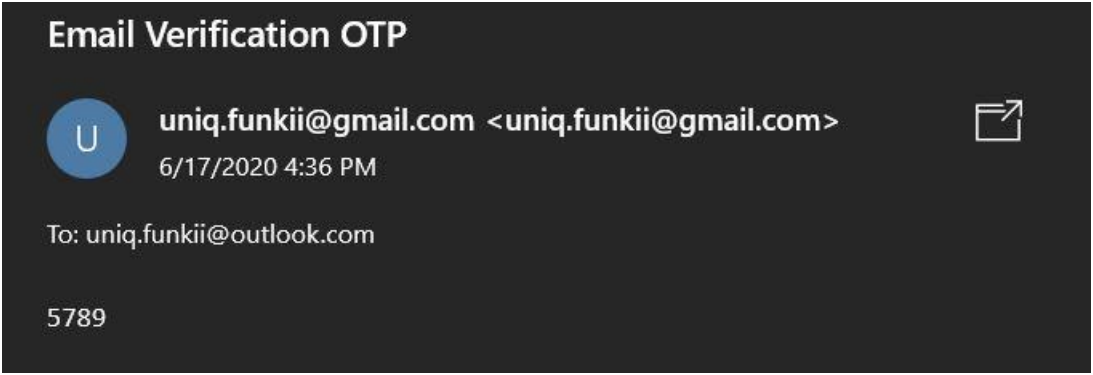 Email Verification OTP
U
uniq.funkii@gmail.com <uniq.funkii@gmail.com>
6/17/2020 4:36 PM
To: uniq.funkii@outlook.com
5789